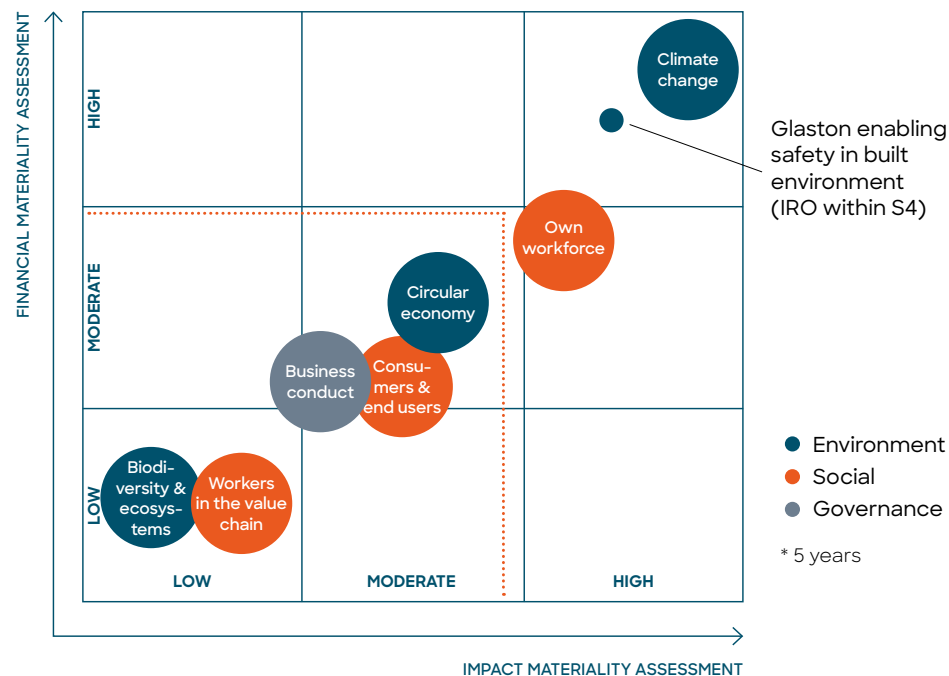 FINANCIAL MATERIALITY ASSESSMENT
HIGH
MODERATE
LOW
Climate
change
Glaston enabling
safety in built
environment
(IRO within S4)
Own
workforce
Circular
economy
Business
conduct
Consu-
mers &
end users
Biodi-
versity &
ecosys-
tems
Workers
in the value
chain
Environment
Social
Governance
* 5 years
LOW
MODERATE
HIGH
IMPACT MATERIALITY ASSESSMENT